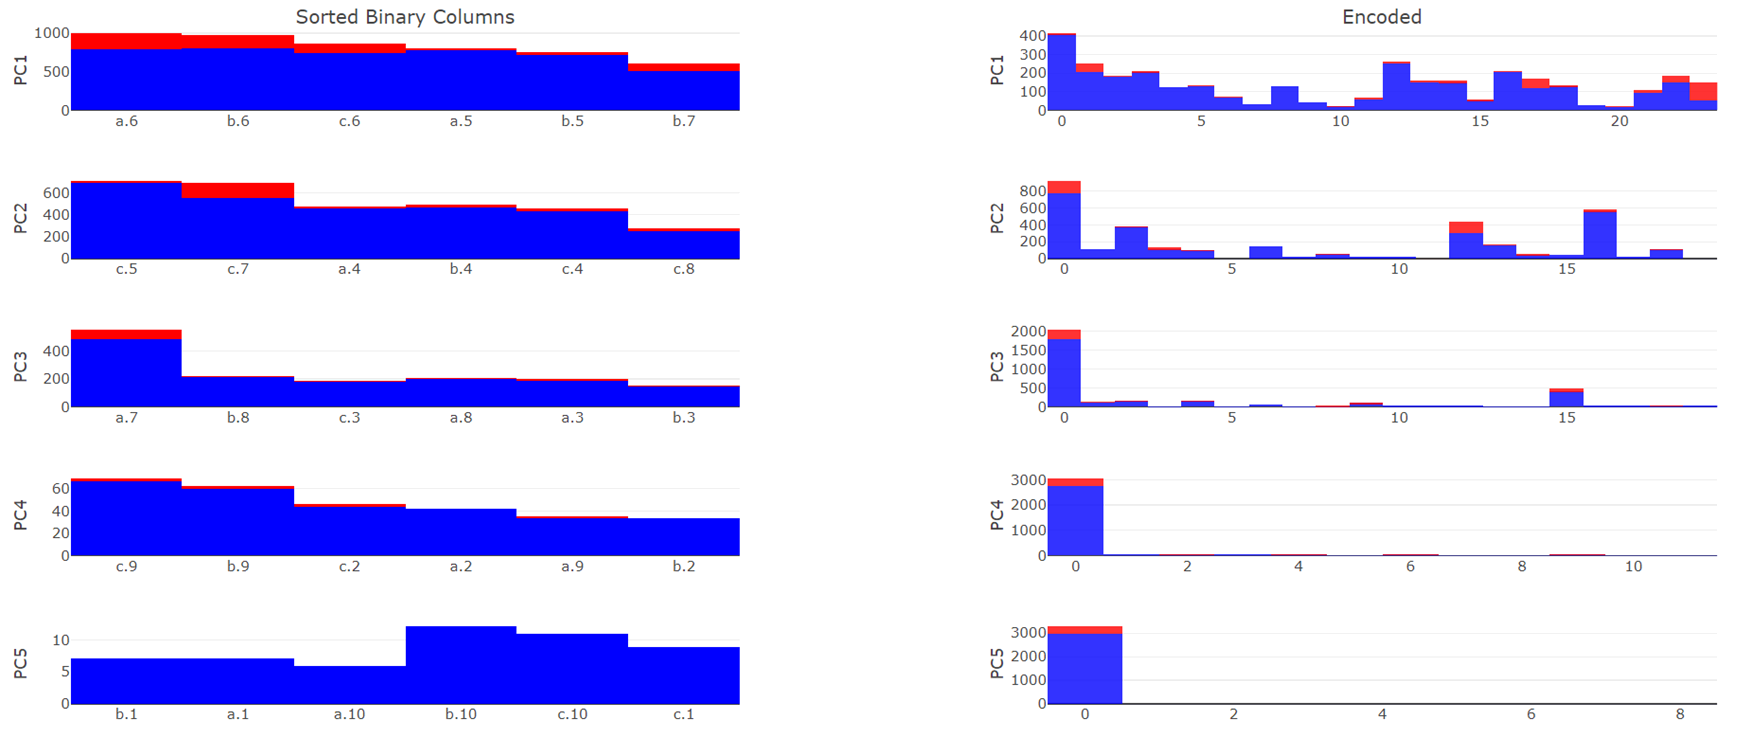 Sorted Binary Columns
Encoded
PC1
1000
500
0
a.6 b.6 c.6 a.5 b.5 b.7
PC1
400
300
200
100
0
0 5 10 15 20
PC2
600
400
200
0
c.5 c.7 a.4 b.4 c.4 c.8
PC2
800
600
400
200
0
0 5 10 15
PC3
400
200
0
a.7 b.8 c.3 a.8 a.3 b.3
PC3
2000
1500
1000
500
0
0 5 10 15
PC4
60
40
20
0
c.9 b.9 c.2 a.2 a.9 b.2
PC4
3000
2000
1000
0
0 2 4 6 8 10
PC5
10
5
0
b.1 a.1 a.10 b.10 c.10 c.1
PC5
3000
2000
1000
0
0 2 4 6 8